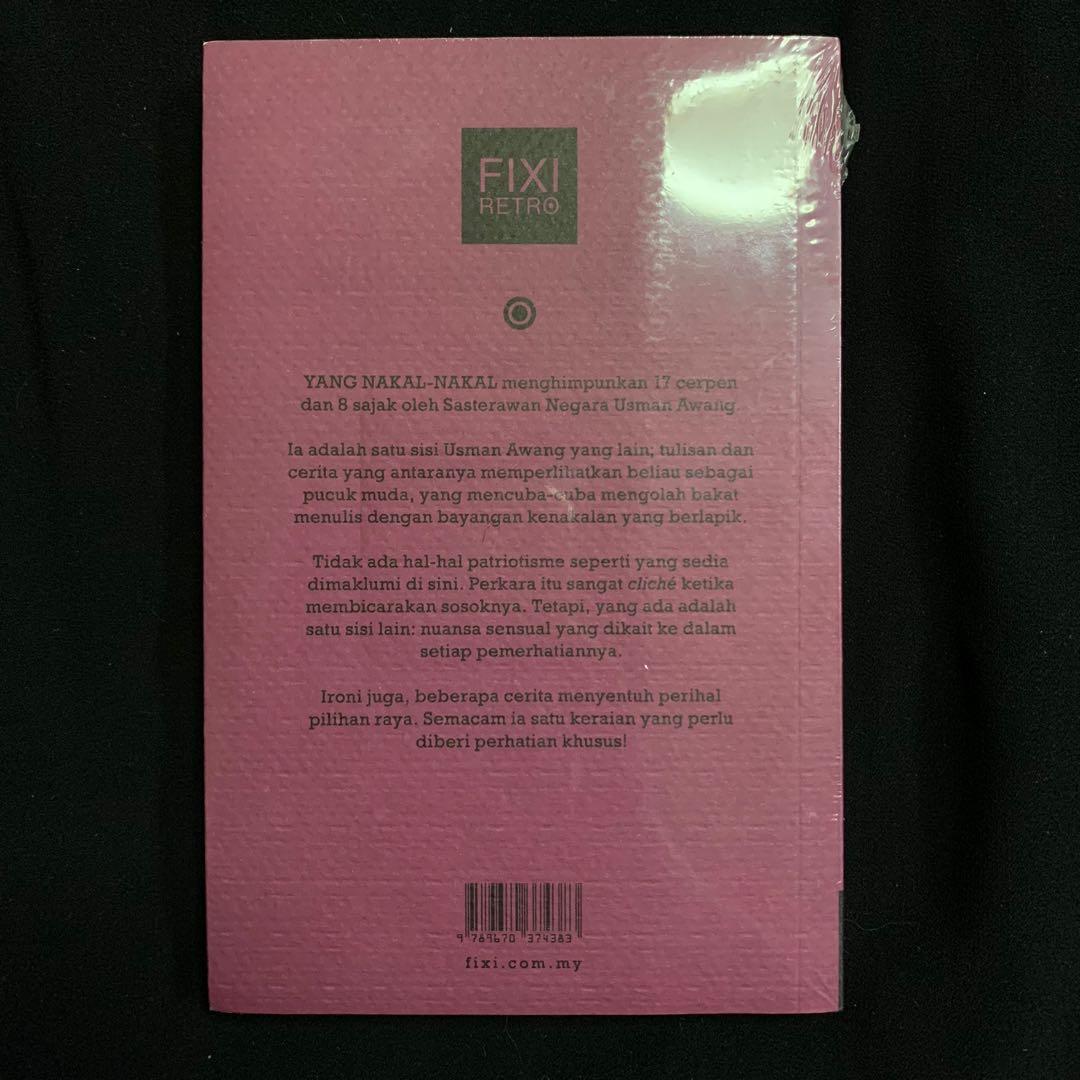 FIXI
RETRO
YANG NAKAL-NAKAL menghimpunkan 17 cerpen
dan 8 sajak oleh Sasterawan Negara Usman Awang.
Ia adalah satu sisi Usman Awang yang lain; tulisan dan
cerita yang antaranya memperlihatkan beliau sebagai
pucuk muda, yang mencuba-cuba mengolah bakat
menulis dengan bayangan kenakalan yang berlapik.
Tidak ada hal-hal patriotisme seperti yang sedia
dimaklumi di sini. Perkara itu sangat cliché ketika
membicarakan sosoknya. Tetapi, yang ada adalah
satu sisi lain: nuansa sensual yang dikait ke dalam
setiap pemerhatiannya.
Ironi juga, beberapa cerita menyentuh perihal
pilihan raya. Semacam ia satu keraian yang perlu
diberi perhatian khusus!
9 789670 374383
fixi.com.my